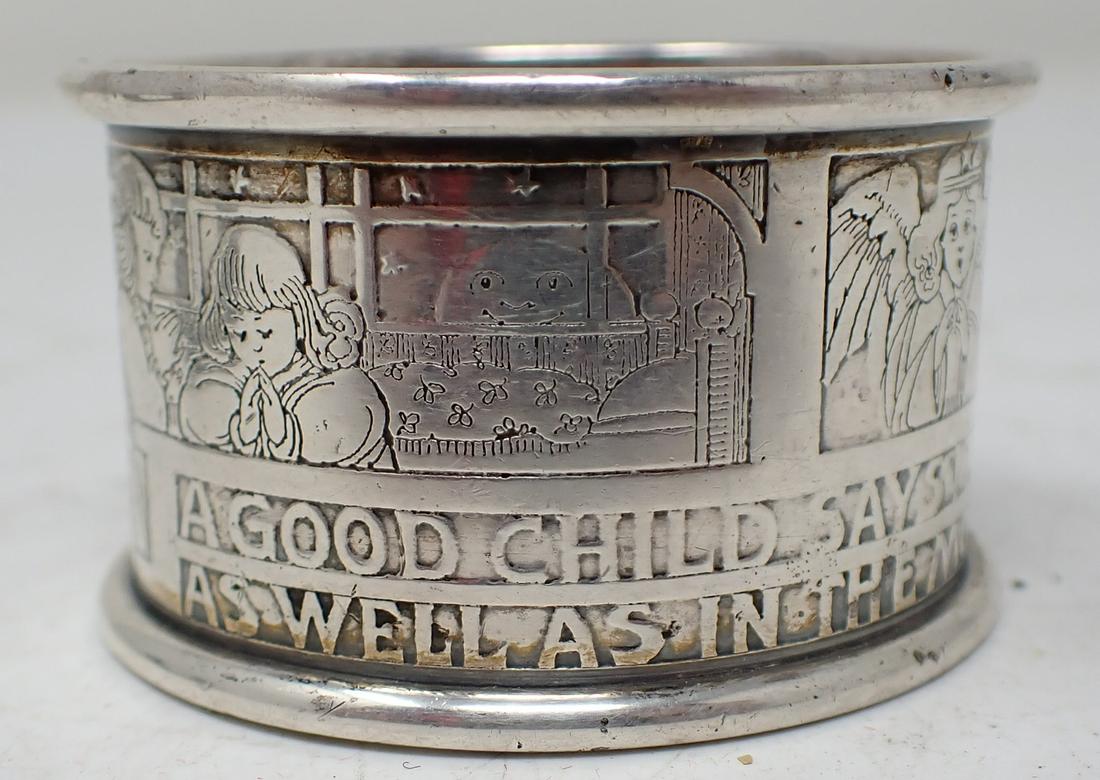 A GOOD CHILD SAYS
AS WELL AS IN THE